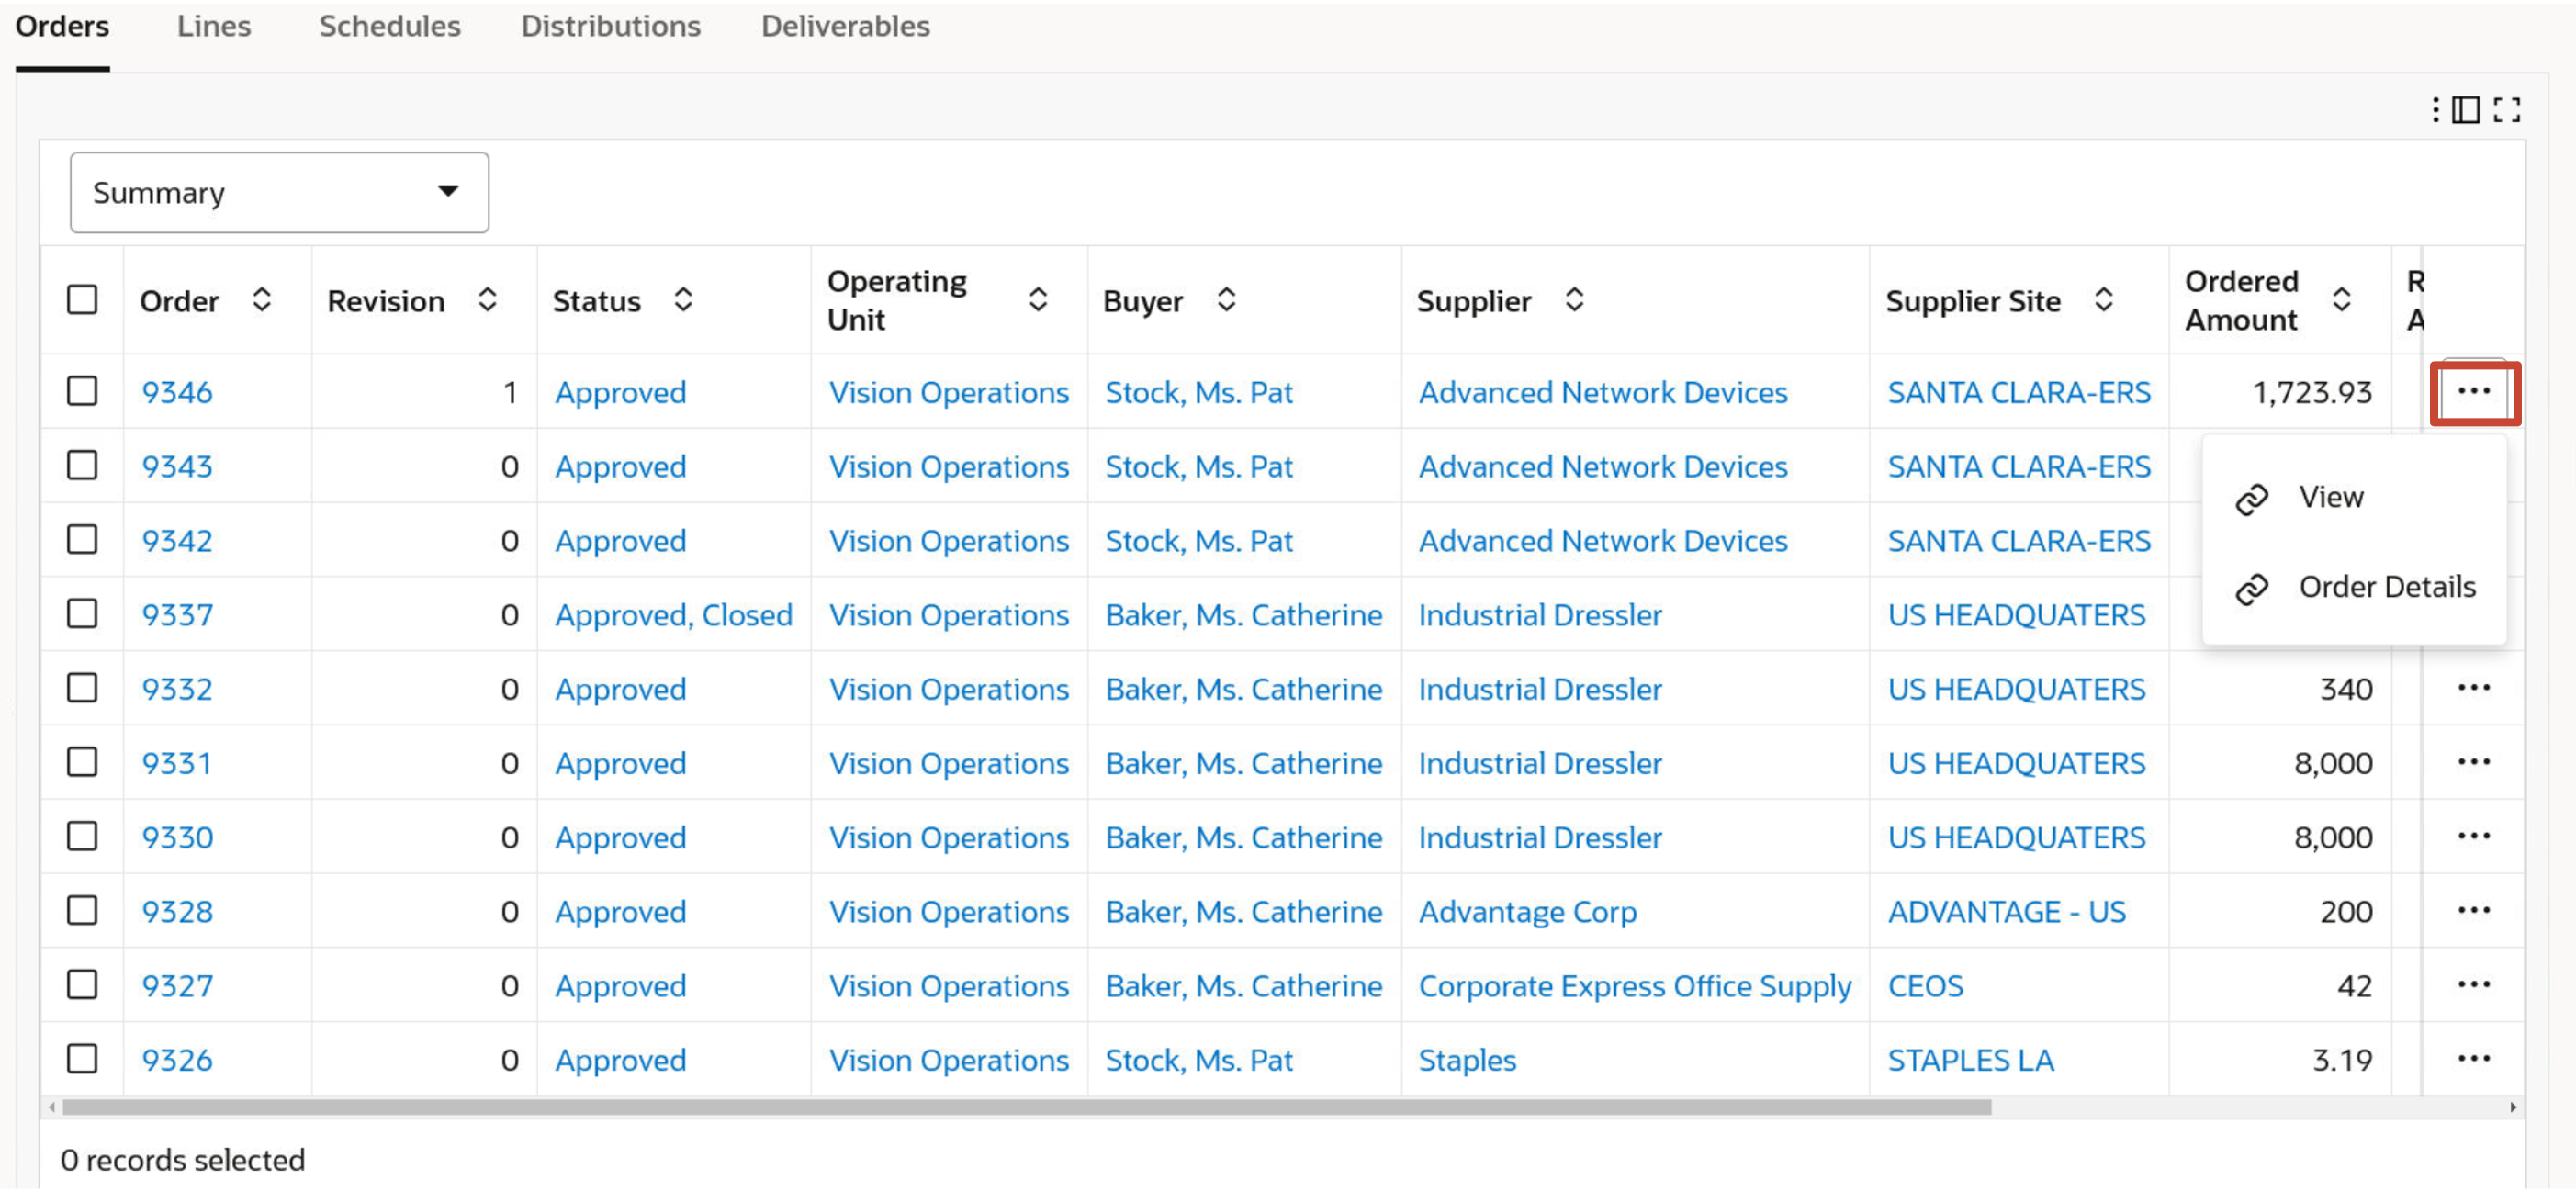 Orders Lines Schedules Distributions Deliverables
Summary
Order Revision Status Operating Unit Buyer Supplier Supplier Site Ordered Amount R A
9346 1 Approved Vision Operations Stock, Ms. Pat Advanced Network Devices SANTA CLARA-ERS 1,723.93
9343 0 Approved Vision Operations Stock, Ms. Pat Advanced Network Devices SANTA CLARA-ERS
View
9342 0 Approved Vision Operations Stock, Ms. Pat Advanced Network Devices SANTA CLARA-ERS
Order Details
9337 0 Approved, Closed Vision Operations Baker, Ms. Catherine Industrial Dressler US HEADQUATERS
9332 0 Approved Vision Operations Baker, Ms. Catherine Industrial Dressler US HEADQUATERS 340
9331 0 Approved Vision Operations Baker, Ms. Catherine Industrial Dressler US HEADQUATERS 8,000
9330 0 Approved Vision Operations Baker, Ms. Catherine Industrial Dressler US HEADQUATERS 8,000
9328 0 Approved Vision Operations Baker, Ms. Catherine Advantage Corp ADVANTAGE - US 200
9327 0 Approved Vision Operations Baker, Ms. Catherine Corporate Express Office Supply CEOS 42
9326 0 Approved Vision Operations Stock, Ms. Pat Staples STAPLES LA 3.19
0 records selected